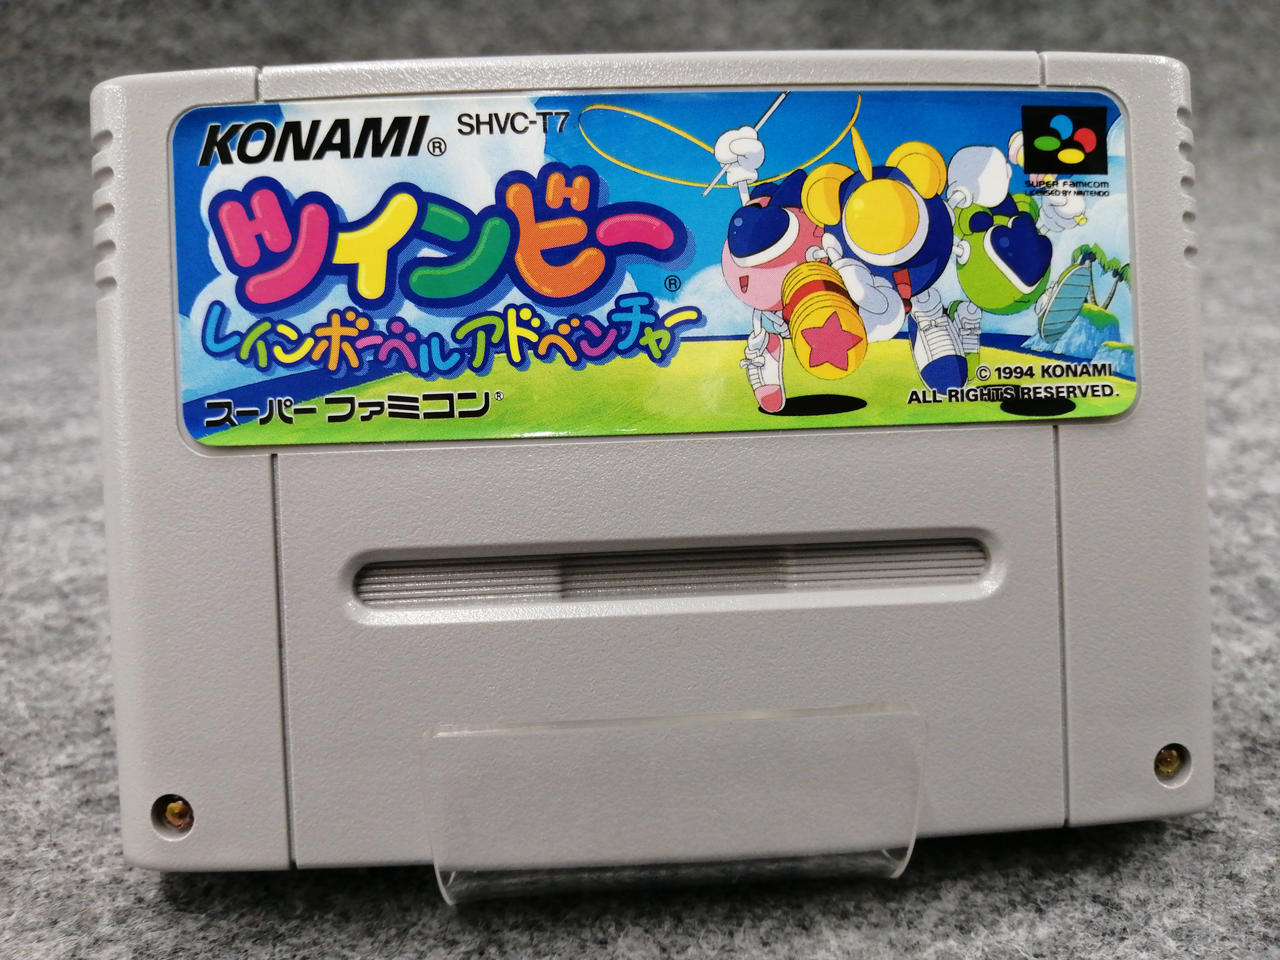 KONAMI®
SHVC-T7
ツインビー®
レインボーベルアドベンチャー
スーパーファミコン®
SUPER FAMICOM
LICENSED BY NINTENDO
© 1994 KONAMI
ALL RIGHTS RESERVED.